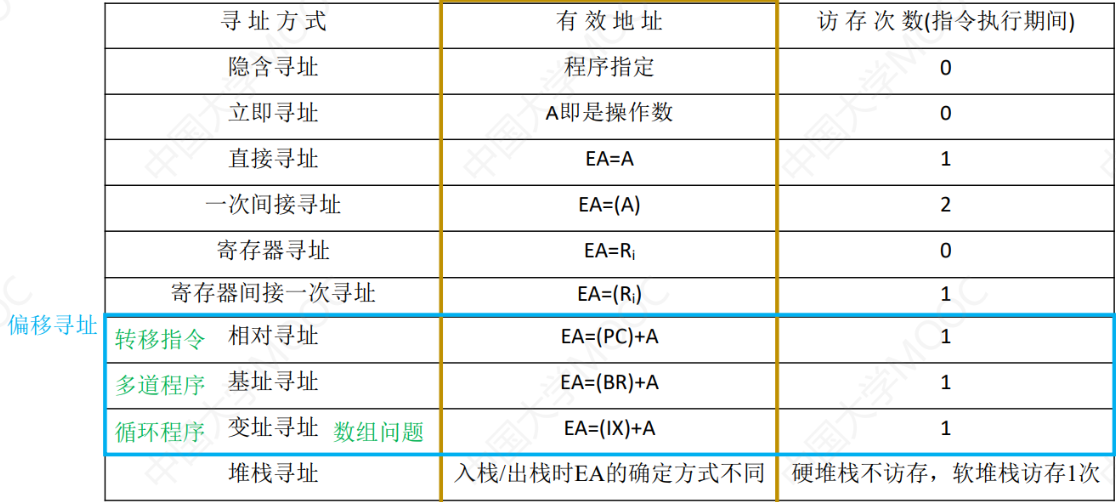 寻址方式 有效地址 访存次数(指令执行期间)
隐含寻址 程序指定 0
立即寻址 A即是操作数 0
直接寻址 EA=A 1
一次间接寻址 EA=(A) 2
寄存器寻址 EA=Ri 0
寄存器间接一次寻址 EA=(Ri) 1
偏移寻址 转移指令 相对寻址 EA=(PC)+A 1
多道程序 基址寻址 EA=(BR)+A 1
循环程序 变址寻址 数组问题 EA=(IX)+A 1
堆栈寻址 入栈/出栈时EA的确定方式不同 硬堆栈不访存，软堆栈访存1次
中国大学MOOC